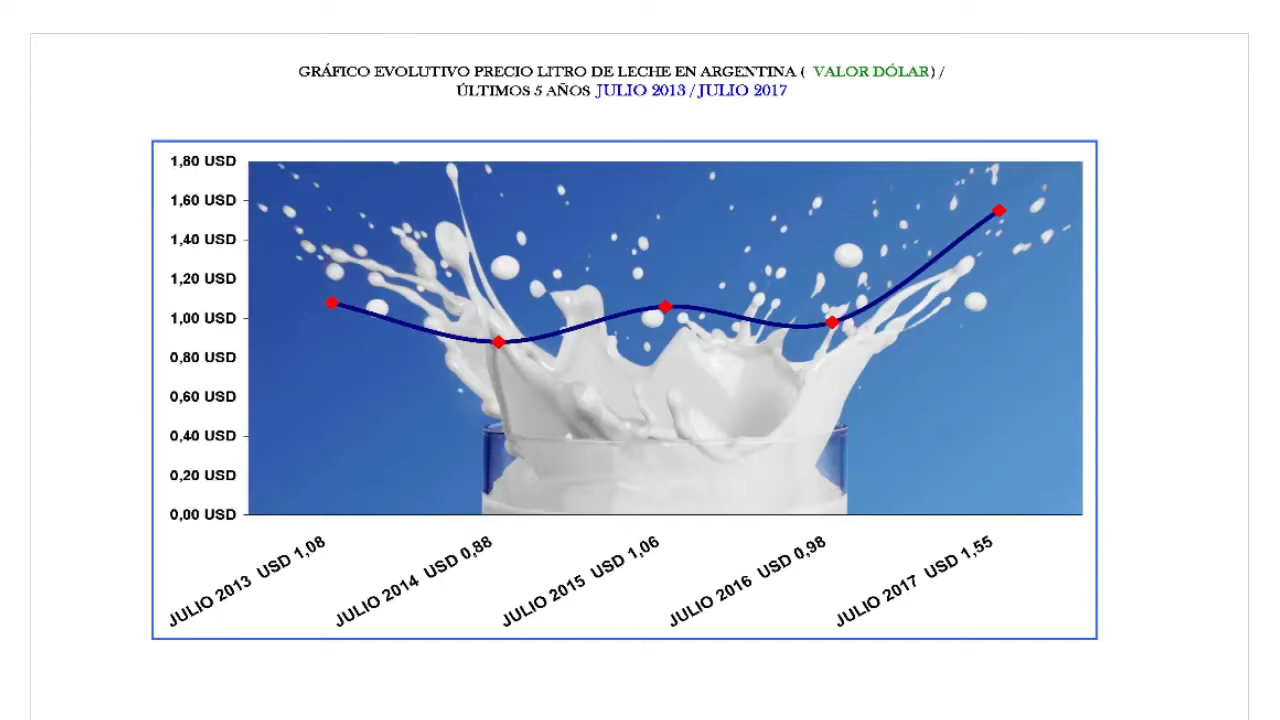 GRÁFICO EVOLUTIVO PRECIO LITRO DE LECHE EN ARGENTINA ( VALOR DÓLAR) /
ÚLTIMOS 5 AÑOS JULIO 2013 / JULIO 2017
1,80 USD
1,60 USD
1,40 USD
1,20 USD
1,00 USD
0,80 USD
0,60 USD
0,40 USD
0,20 USD
0,00 USD
JULIO 2013 USD 1,08
JULIO 2014 USD 0,88
JULIO 2015 USD 1,06
JULIO 2016 USD 0,98
JULIO 2017 USD 1,55